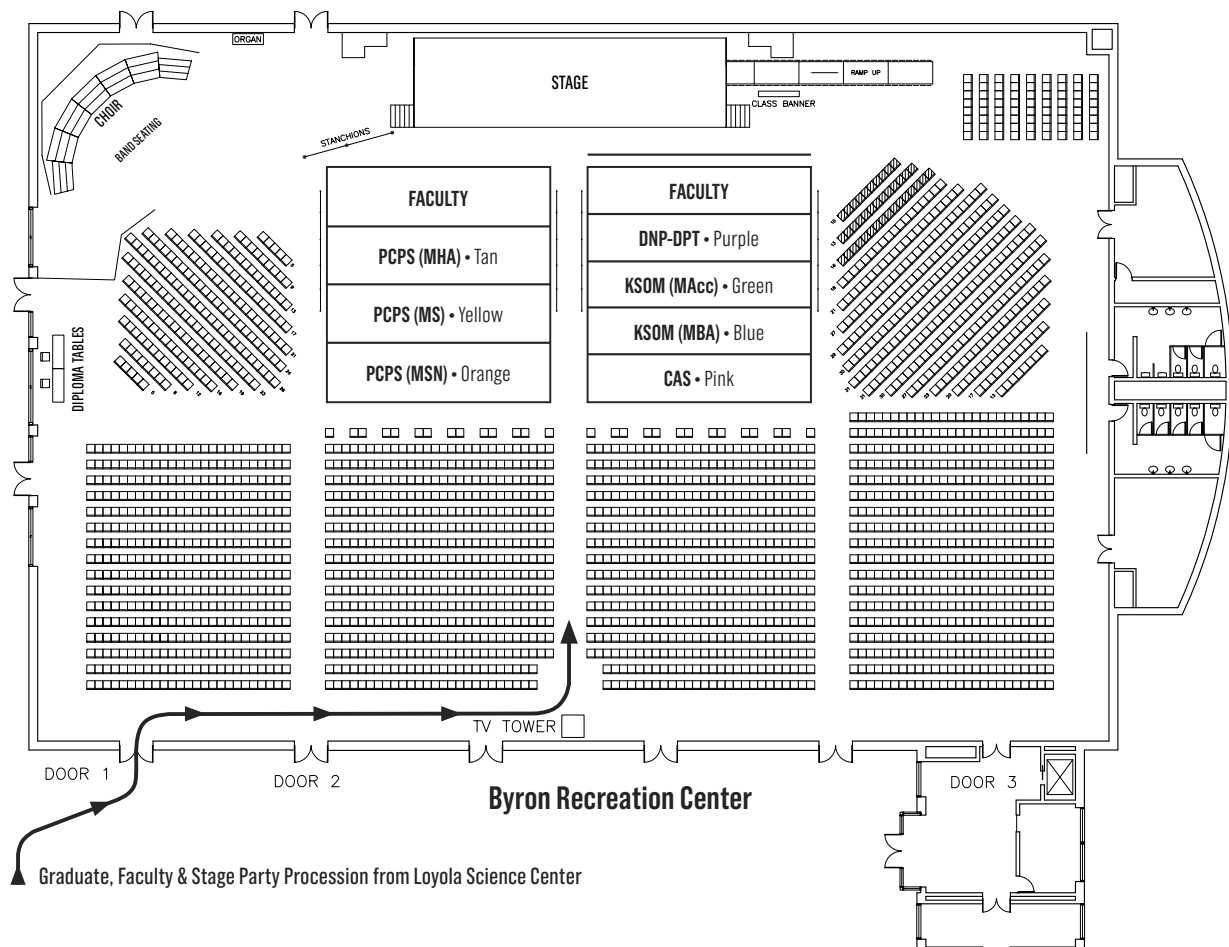 ORGAN
STAGE
RAMP UP
CLASS BANNER
CHOIR
BAND SEATING
STANCHIONS
FACULTY
PCPS (MHA) • Tan
PCPS (MS) • Yellow
PCPS (MSN) • Orange
FACULTY
DNP-DPT • Purple
KSOM (MAcc) • Green
KSOM (MBA) • Blue
CAS • Pink
DIPLOMA TABLES
TV TOWER
DOOR 1
DOOR 2
DOOR 3
Byron Recreation Center
Graduate, Faculty & Stage Party Procession from Loyola Science Center